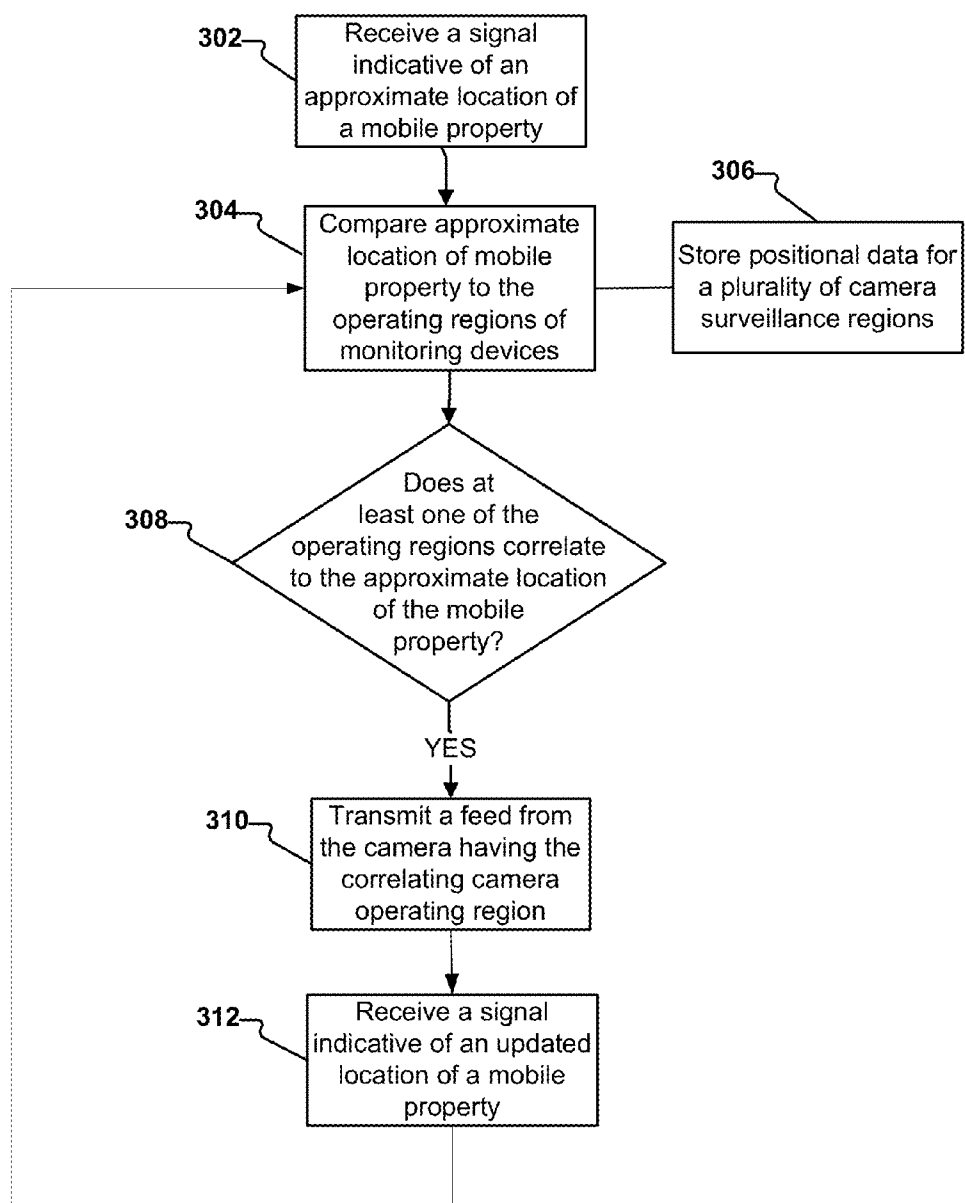 302
Receive a signal
indicative of an
approximate location of
a mobile property
304
Compare approximate
location of mobile
property to the
operating regions of
monitoring devices
306
Store positional data for
a plurality of camera
surveillance regions
308
Does at
least one of the
operating regions correlate
to the approximate location
of the mobile
property?
YES
310
Transmit a feed from
the camera having the
correlating camera
operating region
312
Receive a signal
indicative of an updated
location of a mobile
property